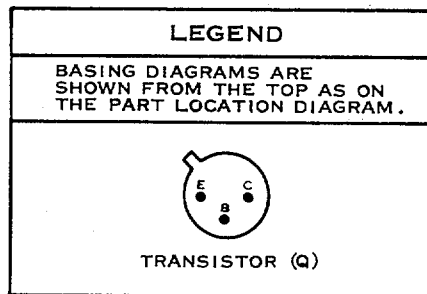 LEGEND
BASING DIAGRAMS ARE
SHOWN FROM THE TOP AS ON
THE PART LOCATION DIAGRAM.
E C
B
TRANSISTOR (Q)